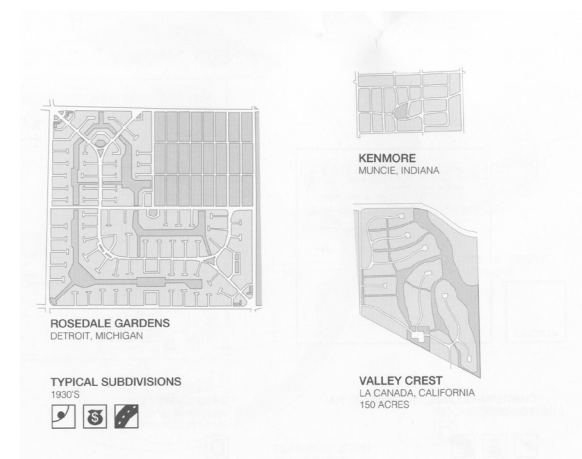 KENMORE
MUNCIE, INDIANA
ROSEDALE GARDENS
DETROIT, MICHIGAN
TYPICAL SUBDIVISIONS
1930'S
$
VALLEY CREST
LA CANADA, CALIFORNIA
150 ACRES